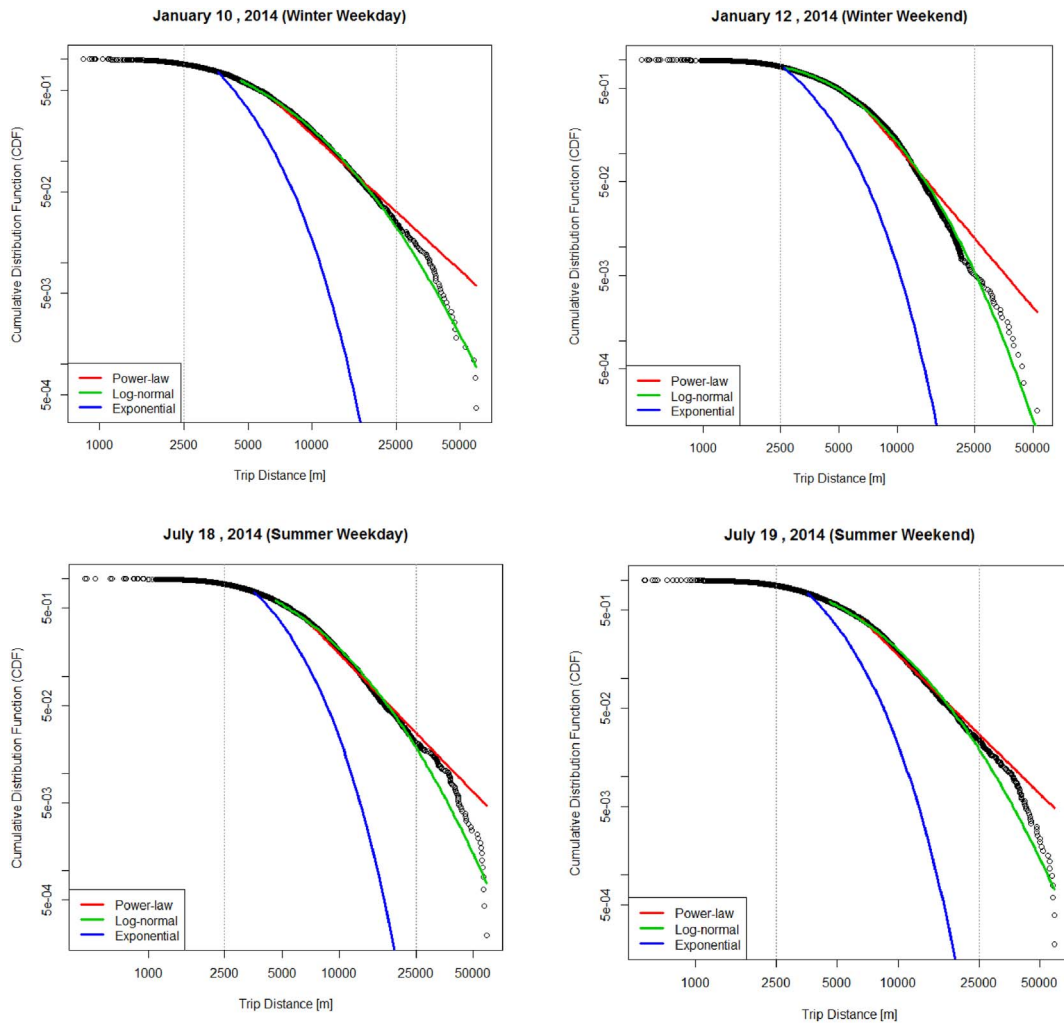 January 10 , 2014 (Winter Weekday)
Cumulative Distribution Function (CDF)
5e-01
5e-02
5e-03
5e-04
Power-law
Log-normal
Exponential
1000 2500 5000 10000 25000 50000
Trip Distance [m]
January 12 , 2014 (Winter Weekend)
Cumulative Distribution Function (CDF)
5e-01
5e-02
5e-03
5e-04
Power-law
Log-normal
Exponential
1000 2500 5000 10000 25000 50000
Trip Distance [m]
July 18 , 2014 (Summer Weekday)
Cumulative Distribution Function (CDF)
5e-01
5e-02
5e-03
5e-04
Power-law
Log-normal
Exponential
1000 2500 5000 10000 25000 50000
Trip Distance [m]
July 19 , 2014 (Summer Weekend)
Cumulative Distribution Function (CDF)
5e-01
5e-02
5e-03
5e-04
Power-law
Log-normal
Exponential
1000 2500 5000 10000 25000 50000
Trip Distance [m]